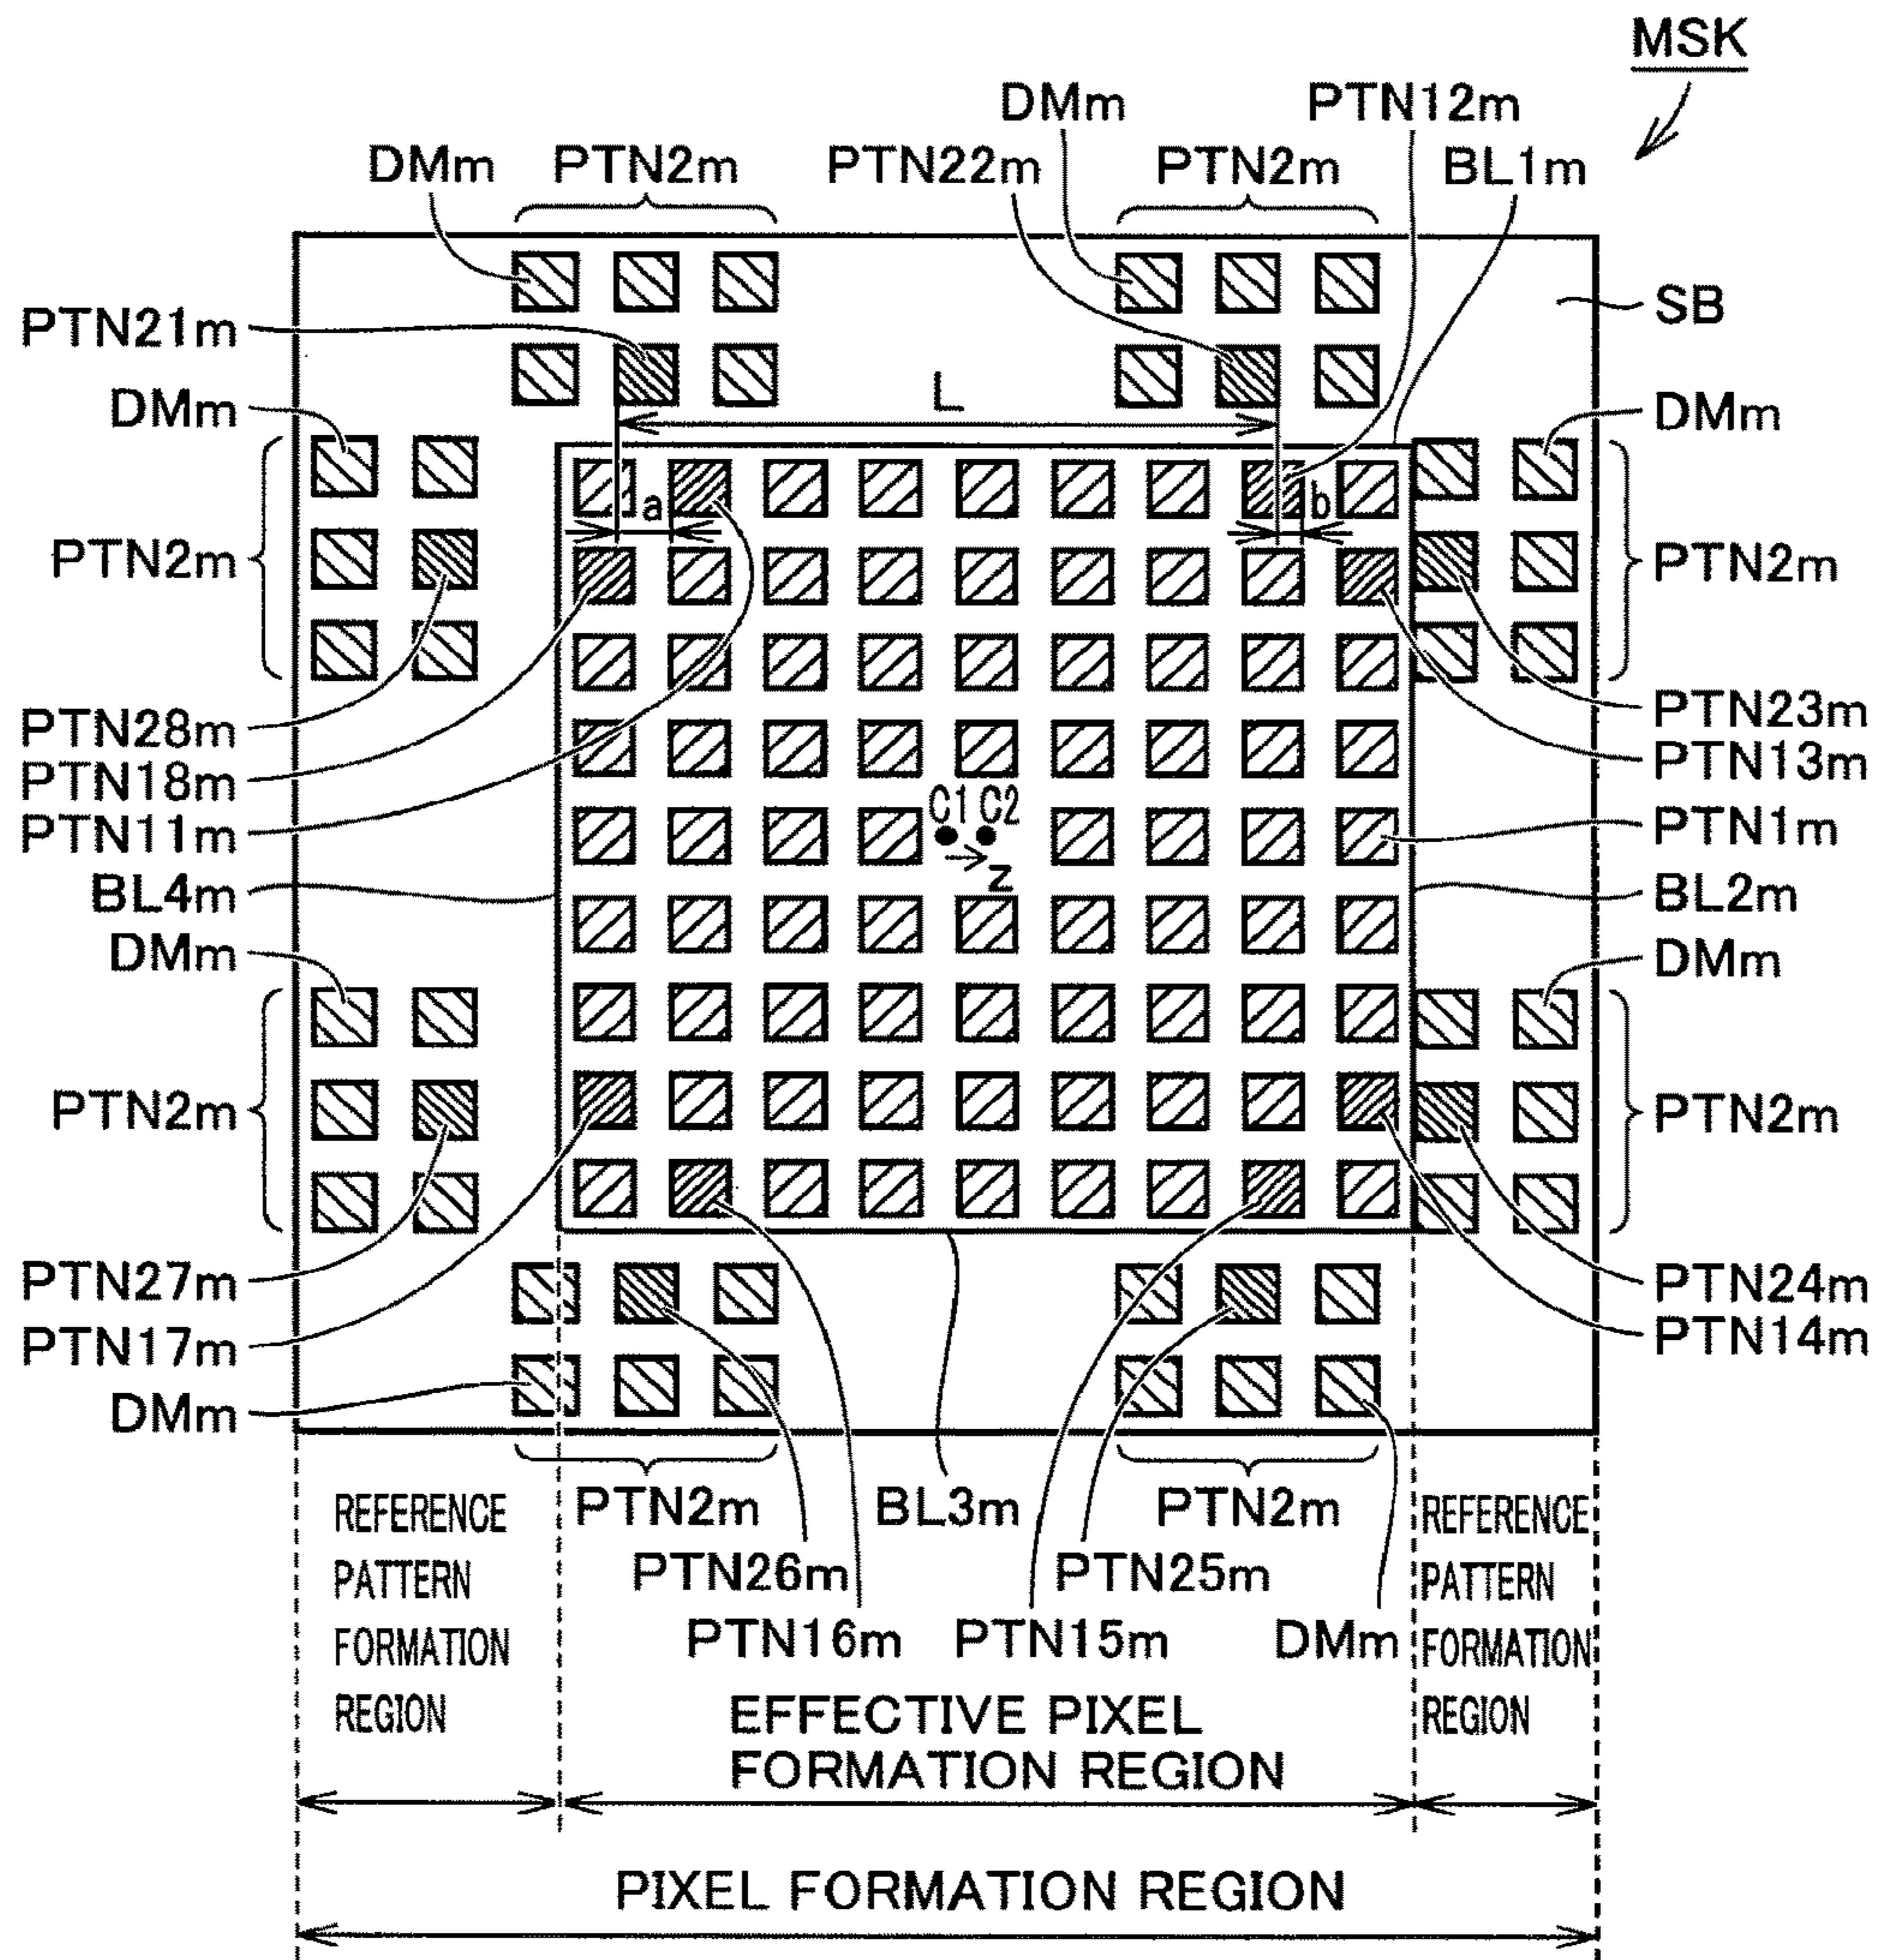 MSK
DMm
PTN12m
DMm
PTN2m
PTN22m
PTN2m
BL1m
PTN21m
SB
DMm
L
DMm
a
b
PTN2m
PTN2m
PTN28m
PTN23m
PTN18m
PTN13m
PTN11m
C1 C2
PTN1m
z
BL4m
BL2m
DMm
DMm
PTN2m
PTN2m
PTN27m
PTN24m
PTN17m
PTN14m
DMm
PTN2m
BL3m
PTN2m
PTN26m
PTN25m
PTN16m
PTN15m
DMm
REFERENCE
PATTERN
FORMATION
REGION
EFFECTIVE PIXEL
FORMATION REGION
REFERENCE
PATTERN
FORMATION
REGION
PIXEL FORMATION REGION